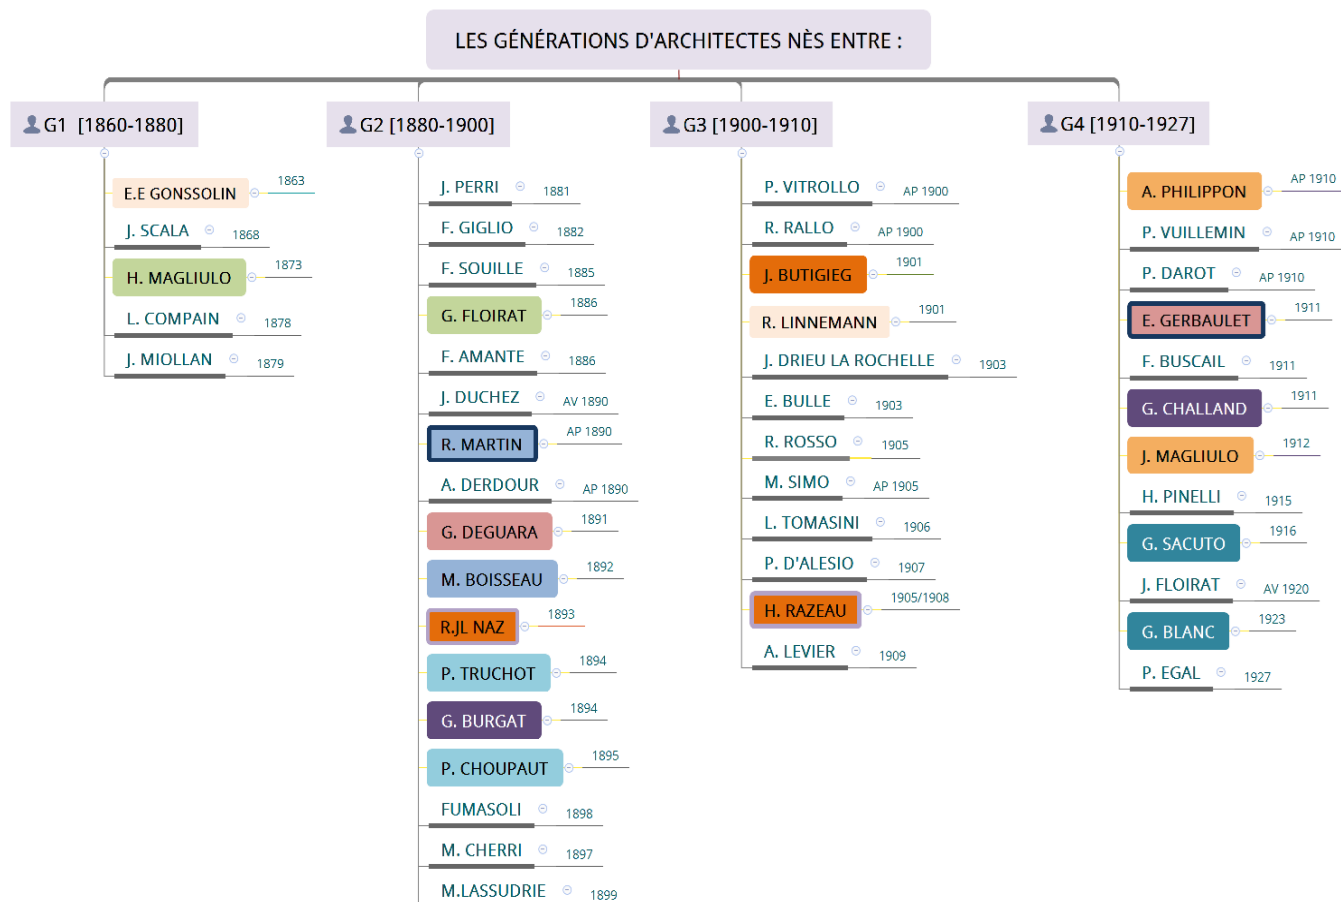 LES GÉNÉRATIONS D'ARCHITECTES NÈS ENTRE :
G1 [1860-1880]
E.E GONSSOLIN 1863
J. SCALA 1868
H. MAGLIULO 1873
L. COMPAIN 1878
J. MIOLLAN 1879
G2 [1880-1900]
J. PERRI 1881
F. GIGLIO 1882
F. SOUILLE 1885
G. FLOIRAT 1886
F. AMANTE 1886
J. DUCHEZ AV 1890
R. MARTIN AP 1890
A. DERDOUR AP 1890
G. DEGUARA 1891
M. BOISSEAU 1892
R.JL NAZ 1893
P. TRUCHOT 1894
G. BURGAT 1894
P. CHOUPAUT 1895
FUMASOLI 1898
M. CHERRI 1897
M.LASSUDRIE 1899
G3 [1900-1910]
P. VITROLLO AP 1900
R. RALLO AP 1900
J. BUTIGIEG 1901
R. LINNEMANN 1901
J. DRIEU LA ROCHELLE 1903
E. BULLE 1903
R. ROSSO 1905
M. SIMO AP 1905
L. TOMASINI 1906
P. D'ALESIO 1907
H. RAZEAU 1905/1908
A. LEVIER 1909
G4 [1910-1927]
A. PHILIPPON AP 1910
P. VUILLEMIN AP 1910
P. DAROT AP 1910
E. GERBAULET 1911
F. BUSCAIL 1911
G. CHALLAND 1911
J. MAGLIULO 1912
H. PINELLI 1915
G. SACUTO 1916
J. FLOIRAT AV 1920
G. BLANC 1923
P. EGAL 1927